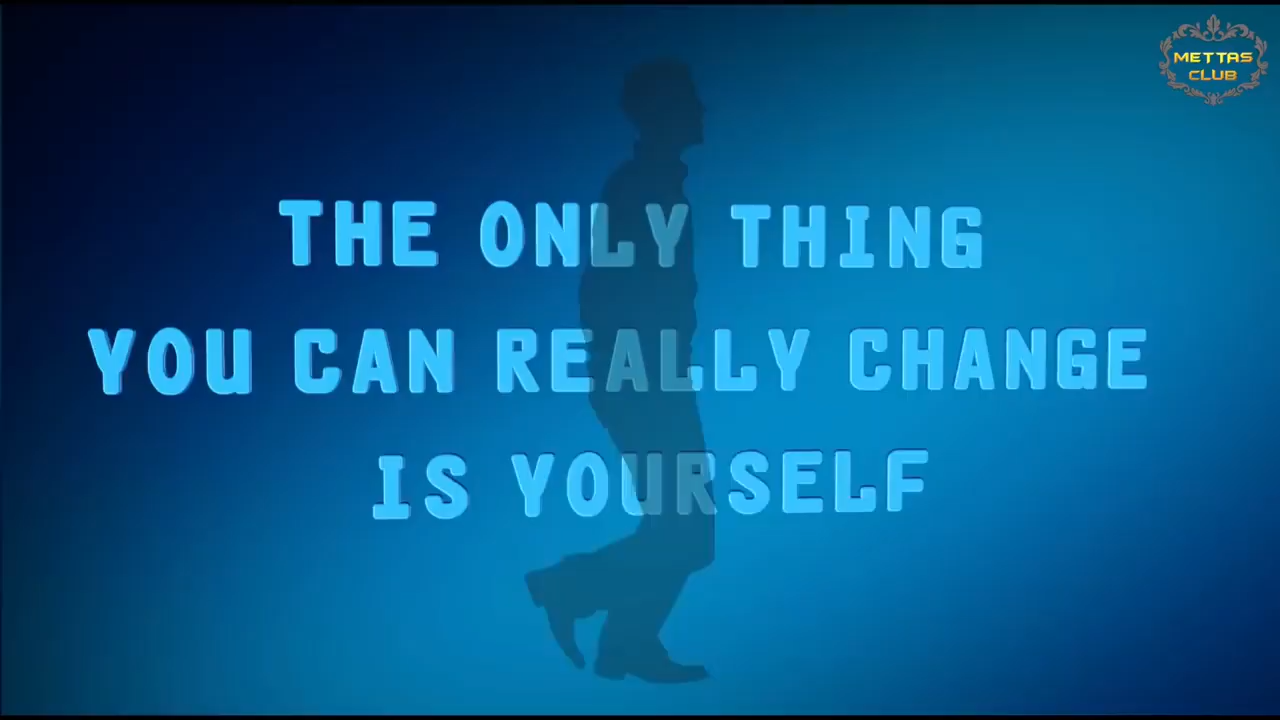 METTAS
CLUB
THE ONLY THING
YOU CAN REALLY CHANGE
IS YOURSELF